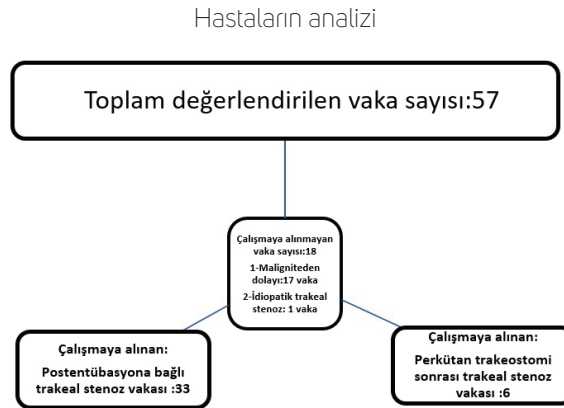 Hastaların analizi
Toplam değerlendirilen vaka sayısı:57
Çalışmaya alınmayan
vaka sayısı:18
1-Maligniteden
dolayı:17 vaka
2-İdiopatik trakeal
stenoz: 1 vaka
Çalışmaya alınan:
Postentübasyona bağlı
trakeal stenoz vakası :33
Çalışmaya alınan:
Perkütan trakeostomi
sonrası trakeal stenoz
vakası :6